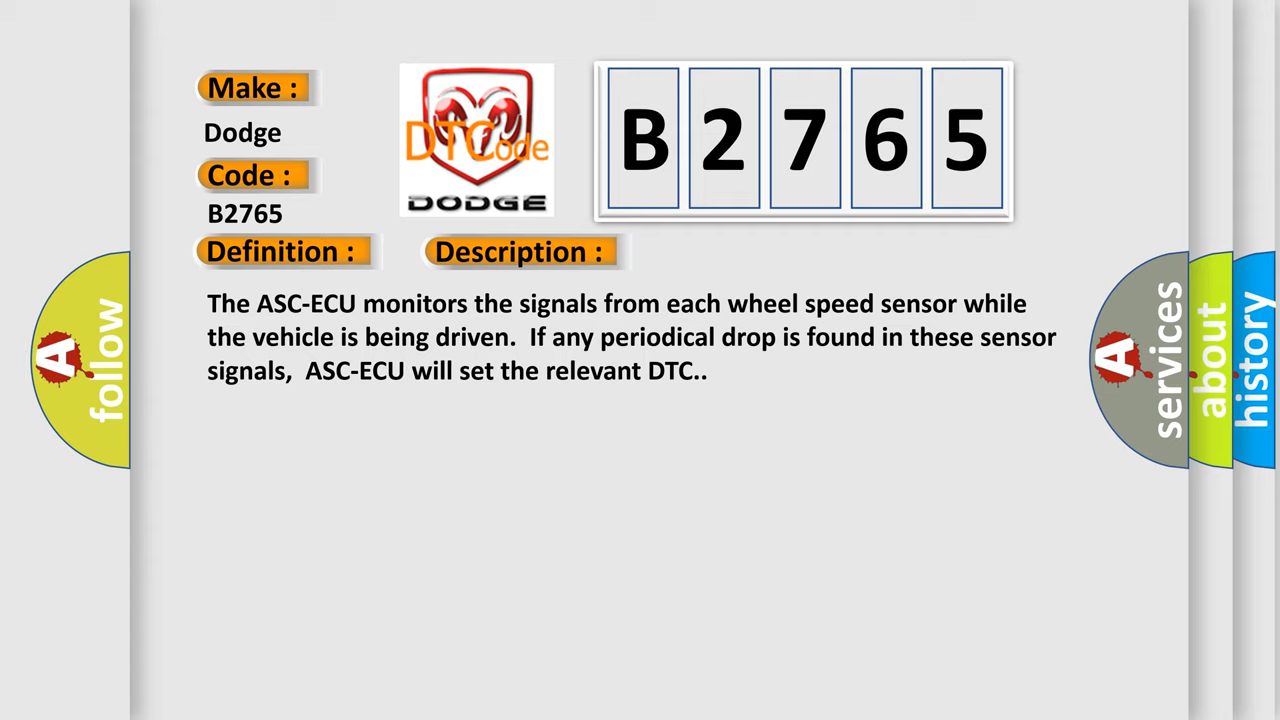 Make :
Dodge
Code :
B2765
DTCode
DODGE
B 2 7 6 5
Definition :
Description :
The ASC-ECU monitors the signals from each wheel speed sensor while
the vehicle is being driven  If any periodical drop is found in these sensor
signals,  ASC-ECU will set the relevant DTC..
A
follow
A
services
about
history